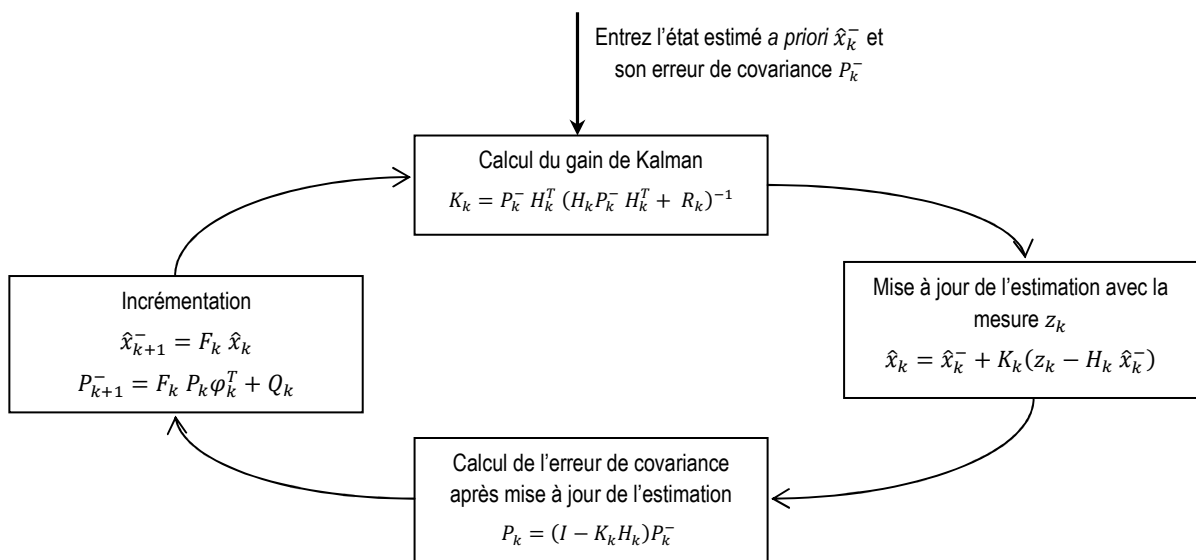 Entrez l’état estimé a priori x̂ₖ⁻ et
son erreur de covariance Pₖ⁻
Calcul du gain de Kalman
Kₖ = Pₖ⁻ Hₖᵀ (HₖPₖ⁻ Hₖᵀ + Rₖ)⁻¹
Mise à jour de l’estimation avec la
mesure zₖ
x̂ₖ = x̂ₖ⁻ + Kₖ(zₖ − Hₖ x̂ₖ⁻)
Calcul de l’erreur de covariance
après mise à jour de l’estimation
Pₖ = (I − KₖHₖ)Pₖ⁻
Incrémentation
x̂ₖ₊₁⁻ = Fₖ x̂ₖ
Pₖ₊₁⁻ = Fₖ Pₖφₖᵀ + Qₖ